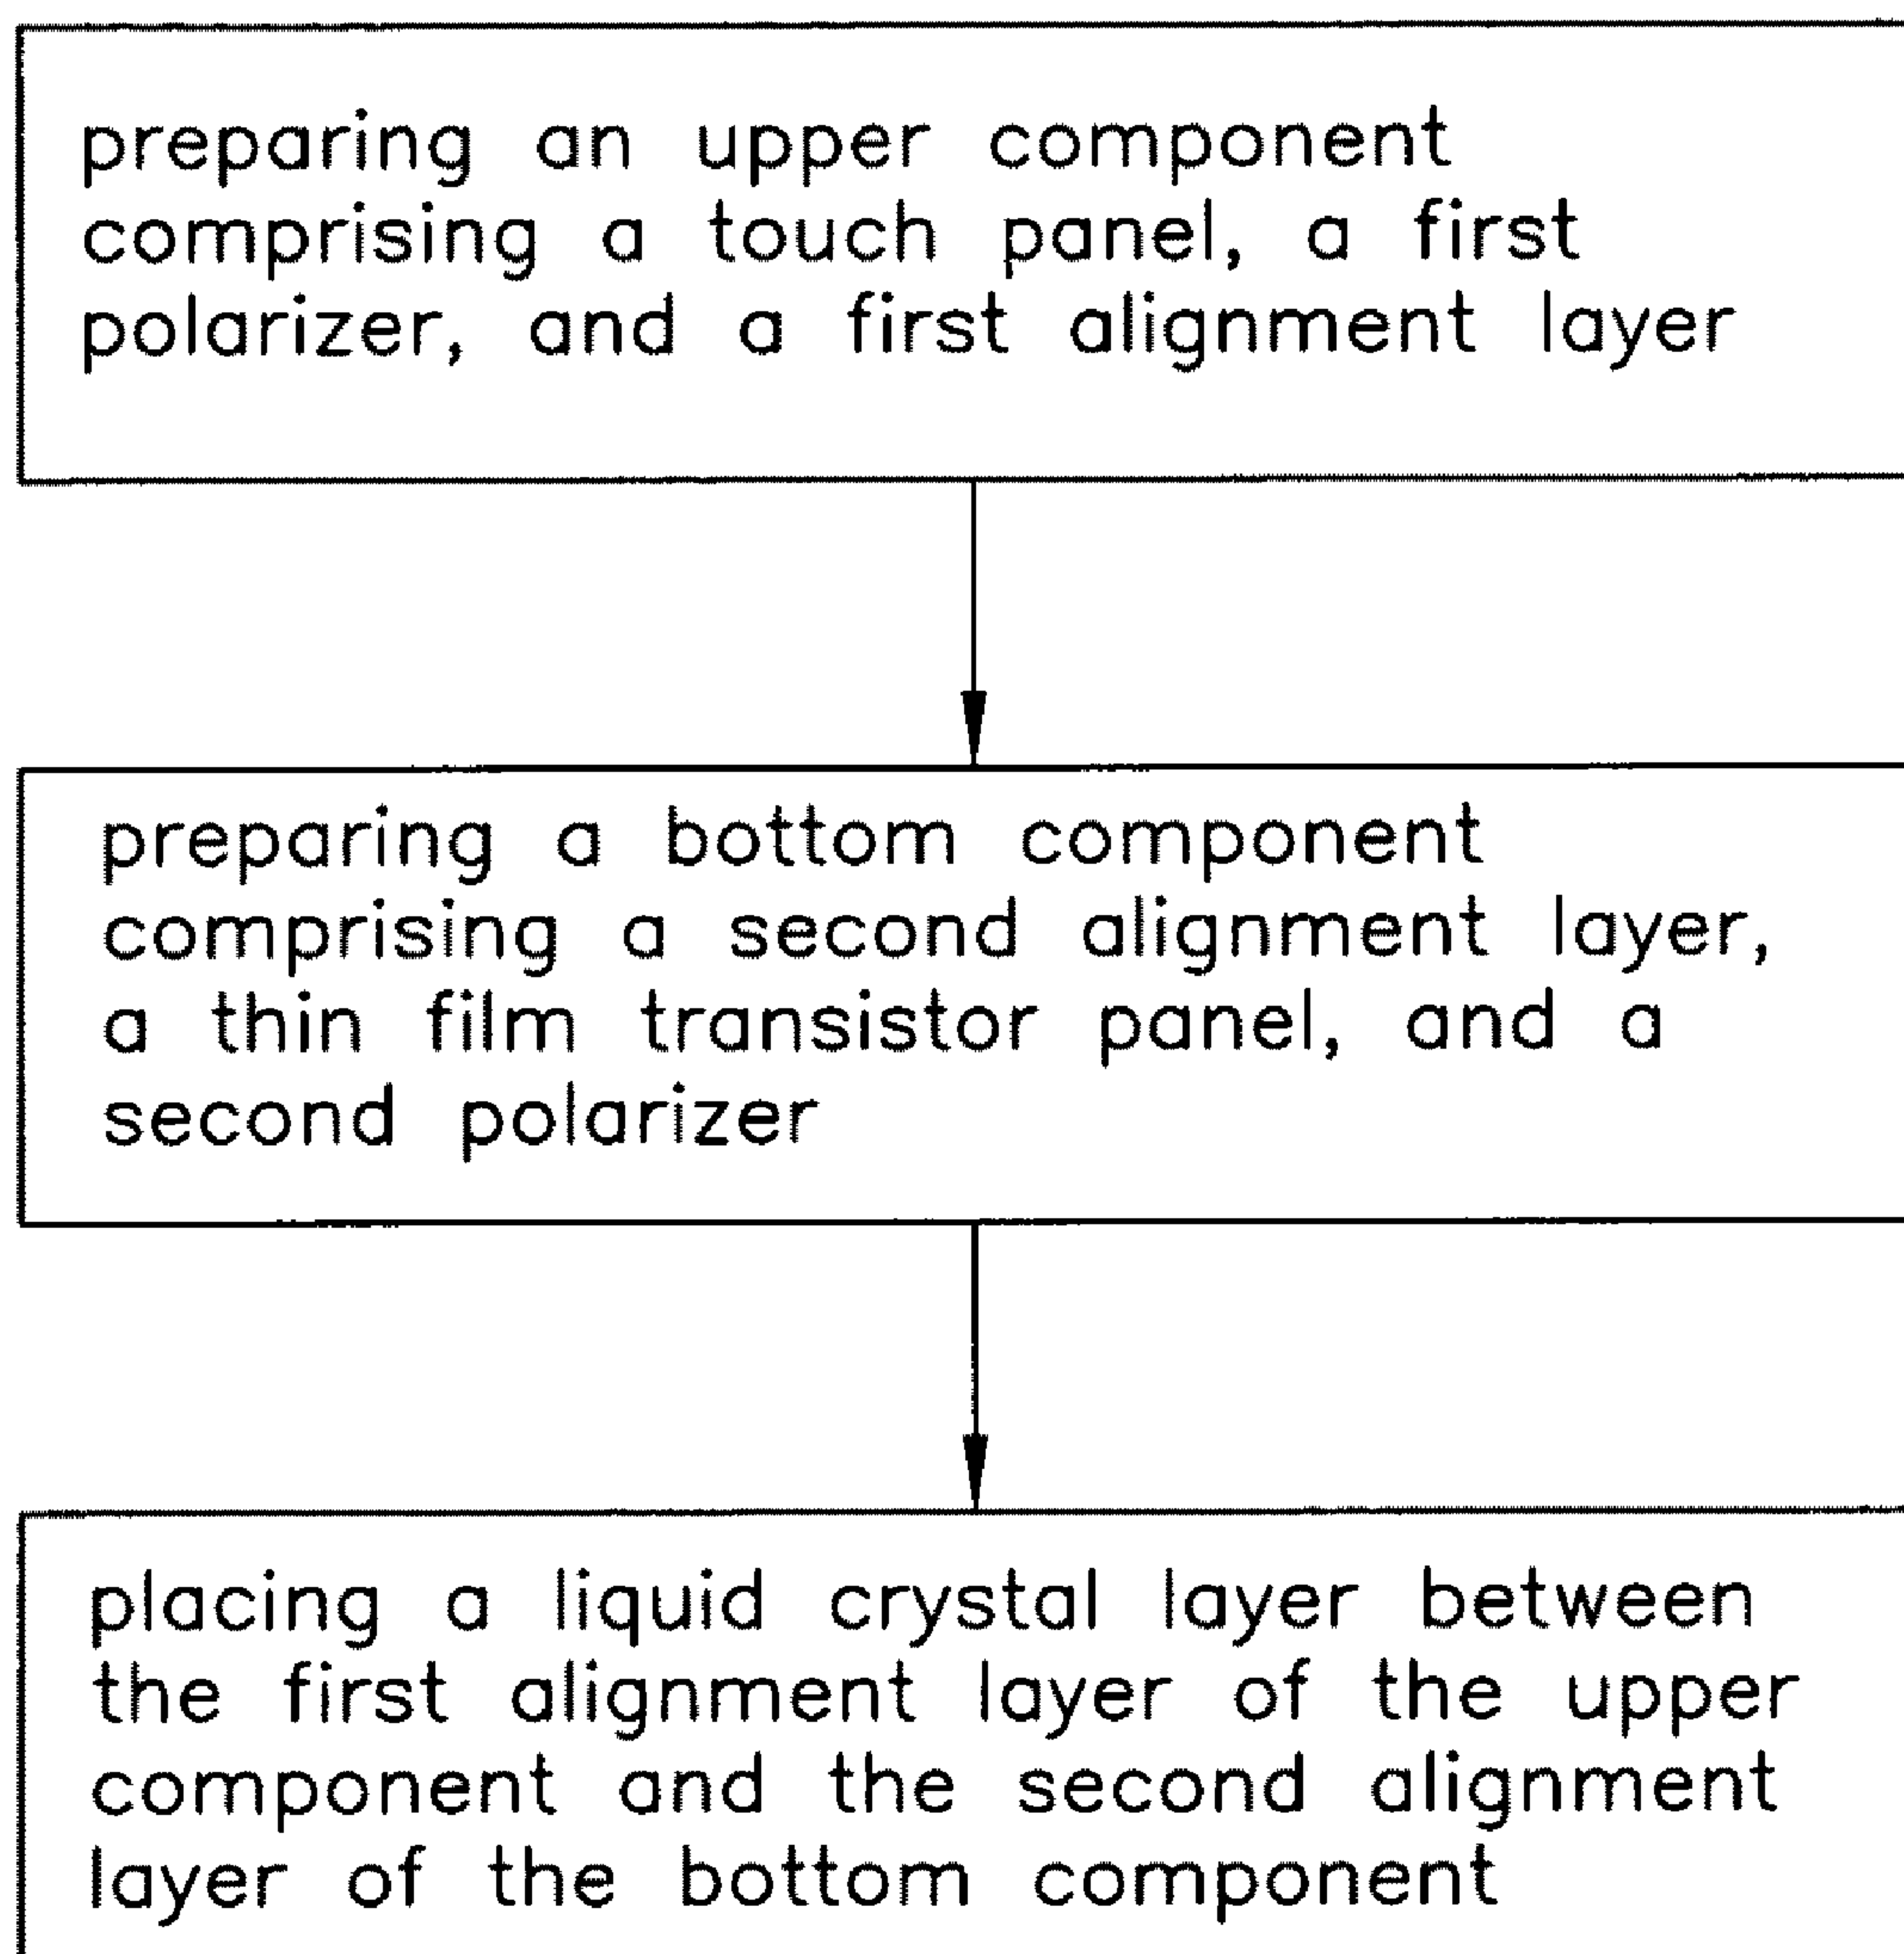 preparing an upper component
comprising a touch panel, a first
polarizer, and a first alignment layer
preparing a bottom component
comprising a second alignment layer,
a thin film transistor panel, and a
second polarizer
placing a liquid crystal layer between
the first alignment layer of the upper
component and the second alignment
layer of the bottom component